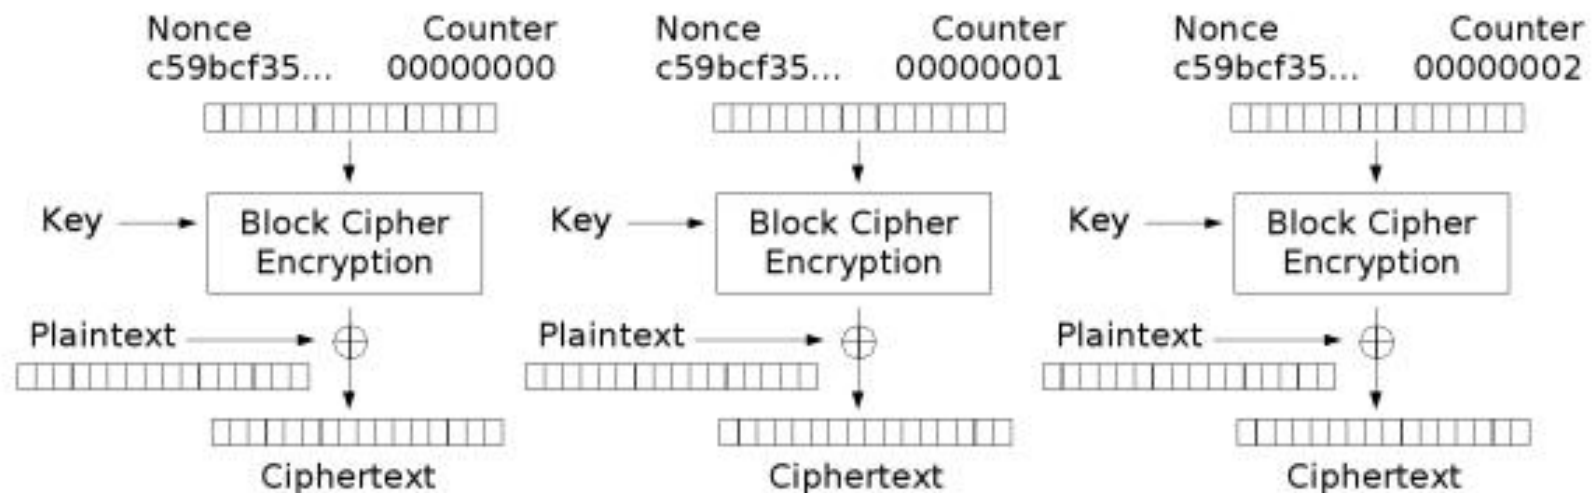 Nonce Counter Nonce Counter Nonce Counter
c59bcf35... 00000000 c59bcf35... 00000001 c59bcf35... 00000002
Key Block Cipher Encryption Key Block Cipher Encryption Key Block Cipher Encryption
Plaintext Plaintext Plaintext
Ciphertext Ciphertext Ciphertext